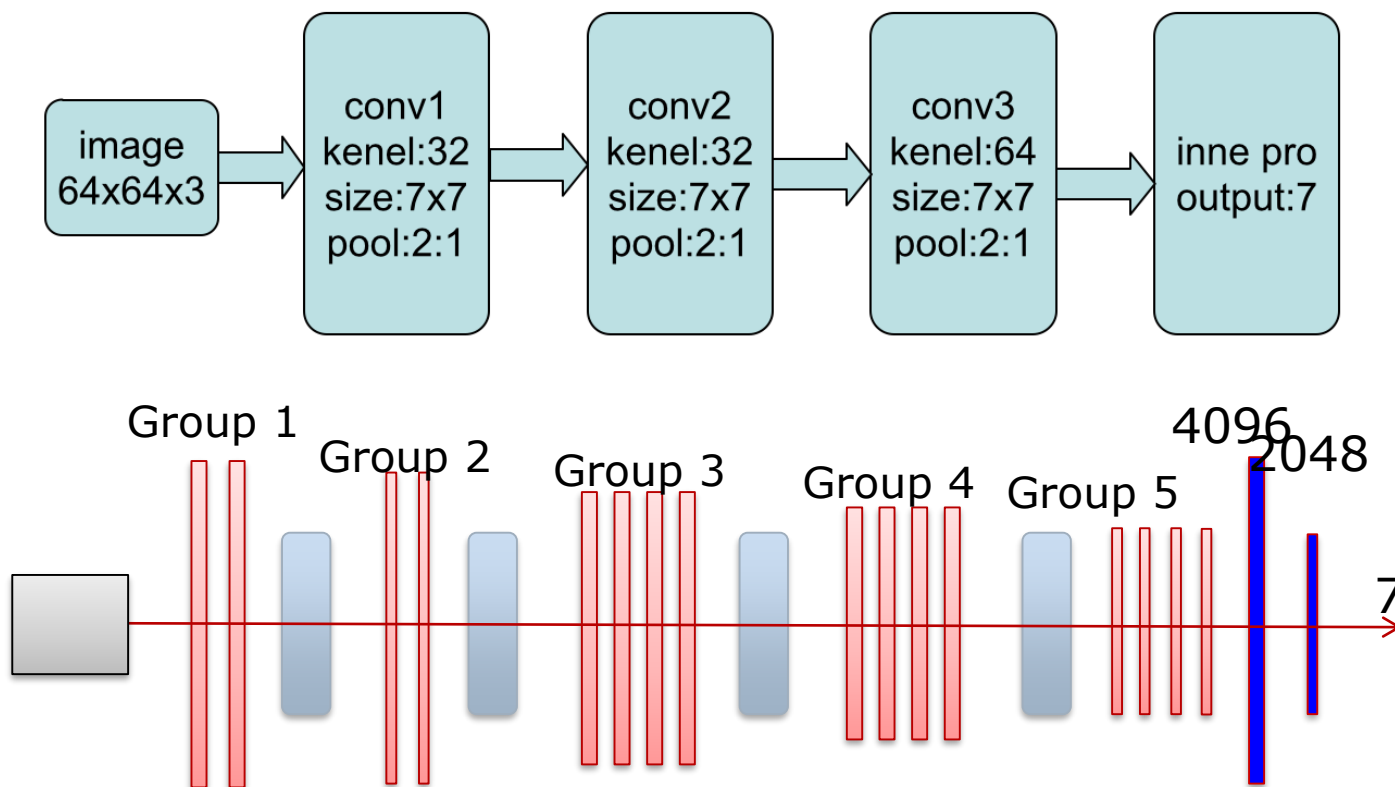 image
64x64x3
conv1
kenel:32
size:7x7
pool:2:1
conv2
kenel:32
size:7x7
pool:2:1
conv3
kenel:64
size:7x7
pool:2:1
inne pro
output:7
Group 1
Group 2
Group 3
Group 4
Group 5
4096
2048
7